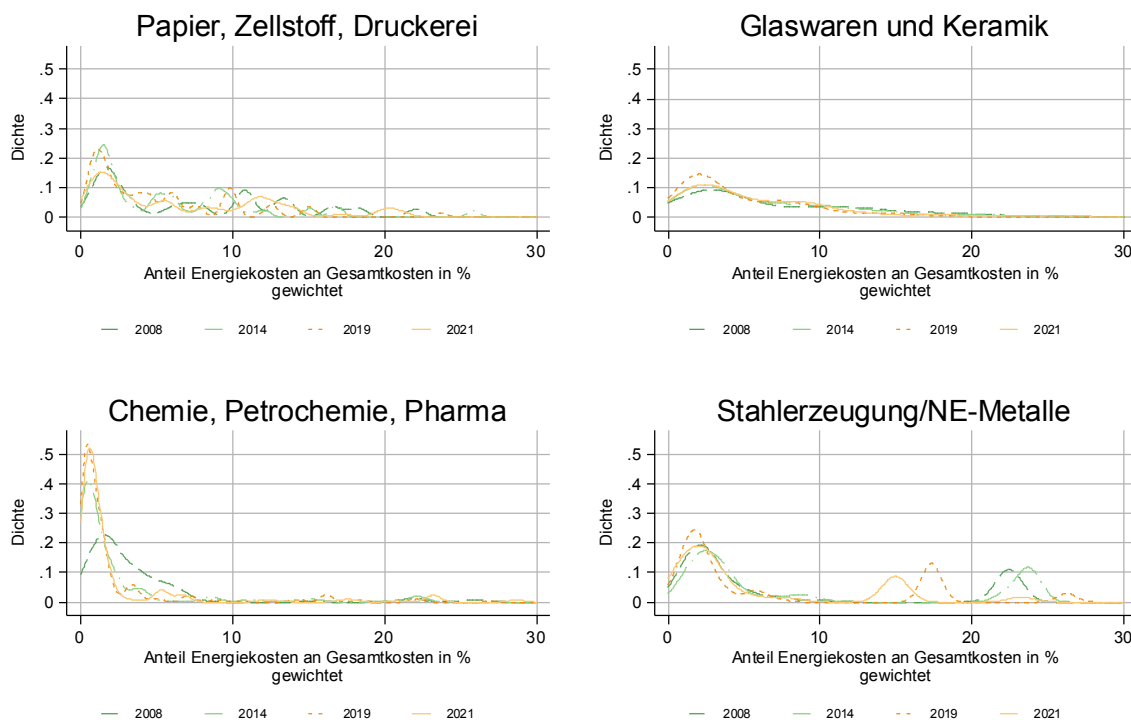 Papier, Zellstoff, Druckerei
.5
.4
.3
.2
.1
0
Dichte
0 10 20 30
Anteil Energiekosten an Gesamtkosten in %
gewichtet
2008 2014 2019 2021
Glaswaren und Keramik
.5
.4
.3
.2
.1
0
Dichte
0 10 20 30
Anteil Energiekosten an Gesamtkosten in %
gewichtet
2008 2014 2019 2021
Chemie, Petrochemie, Pharma
.5
.4
.3
.2
.1
0
Dichte
0 10 20 30
Anteil Energiekosten an Gesamtkosten in %
gewichtet
2008 2014 2019 2021
Stahlerzeugung/NE-Metalle
.5
.4
.3
.2
.1
0
Dichte
0 10 20 30
Anteil Energiekosten an Gesamtkosten in %
gewichtet
2008 2014 2019 2021